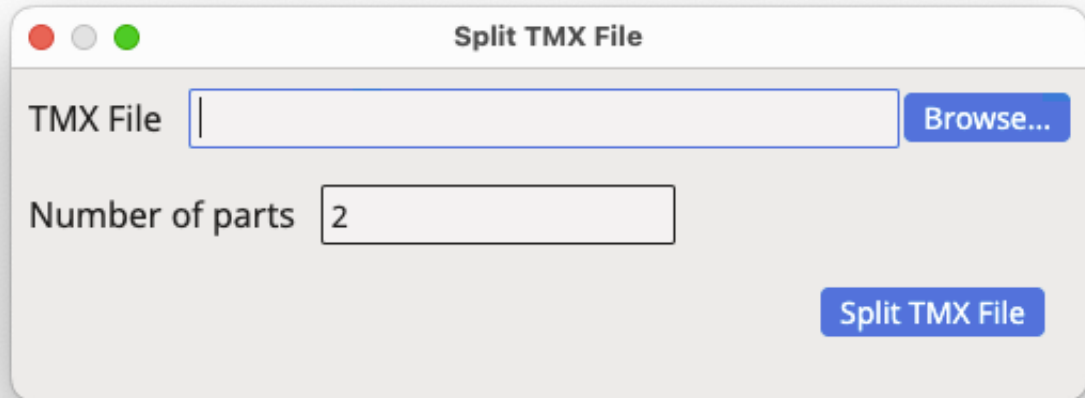 Split TMX File
TMX File Browse...
Number of parts 2
Split TMX File